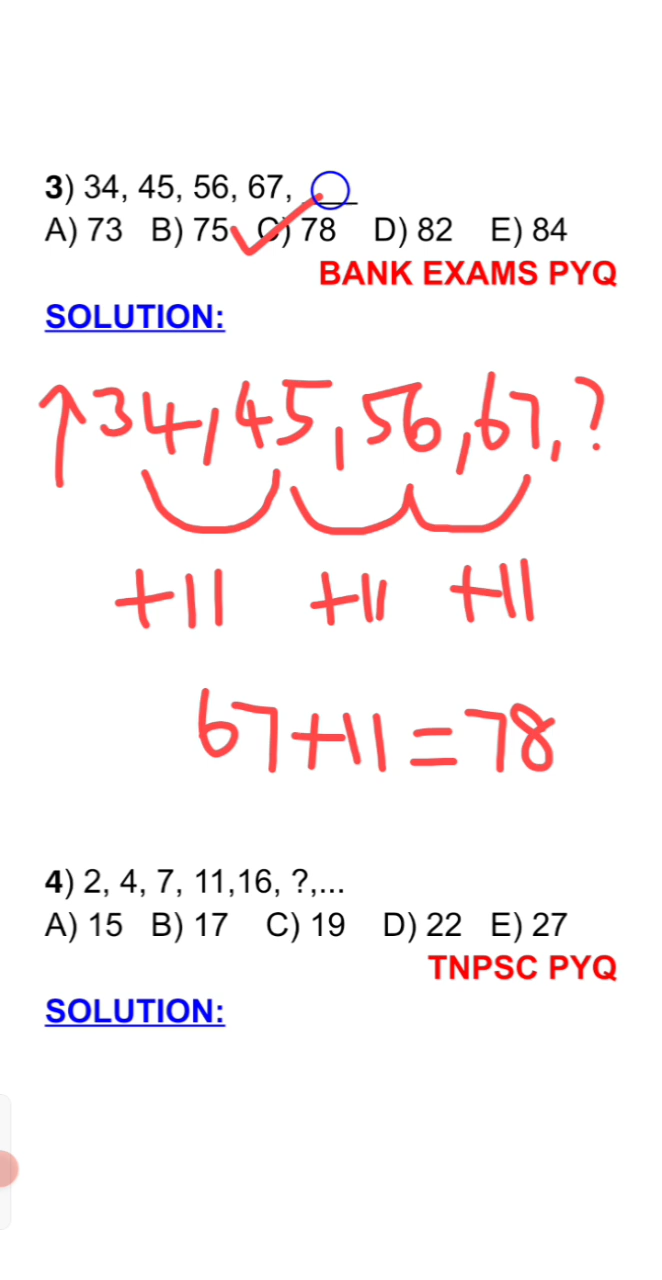 3) 34, 45, 56, 67, ___
A) 73 B) 75 C) 78 D) 82 E) 84
BANK EXAMS PYQ
SOLUTION:
↑34, 45, 56, 67, ?
+11 +11 +11
67+11=78
4) 2, 4, 7, 11,16, ?,...
A) 15 B) 17 C) 19 D) 22 E) 27
TNPSC PYQ
SOLUTION: